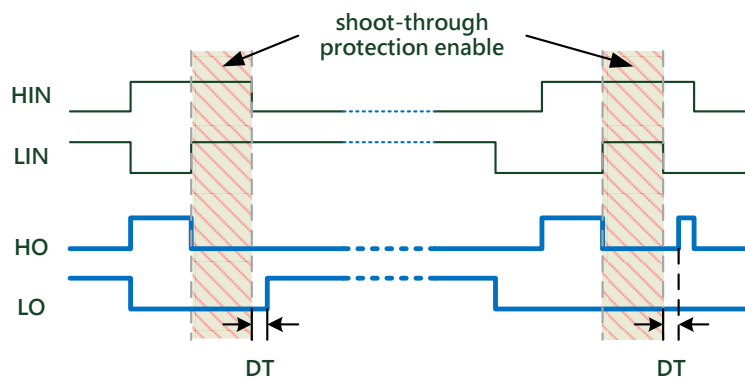 shoot-through
protection enable
HIN
LIN
HO
LO
DT
DT